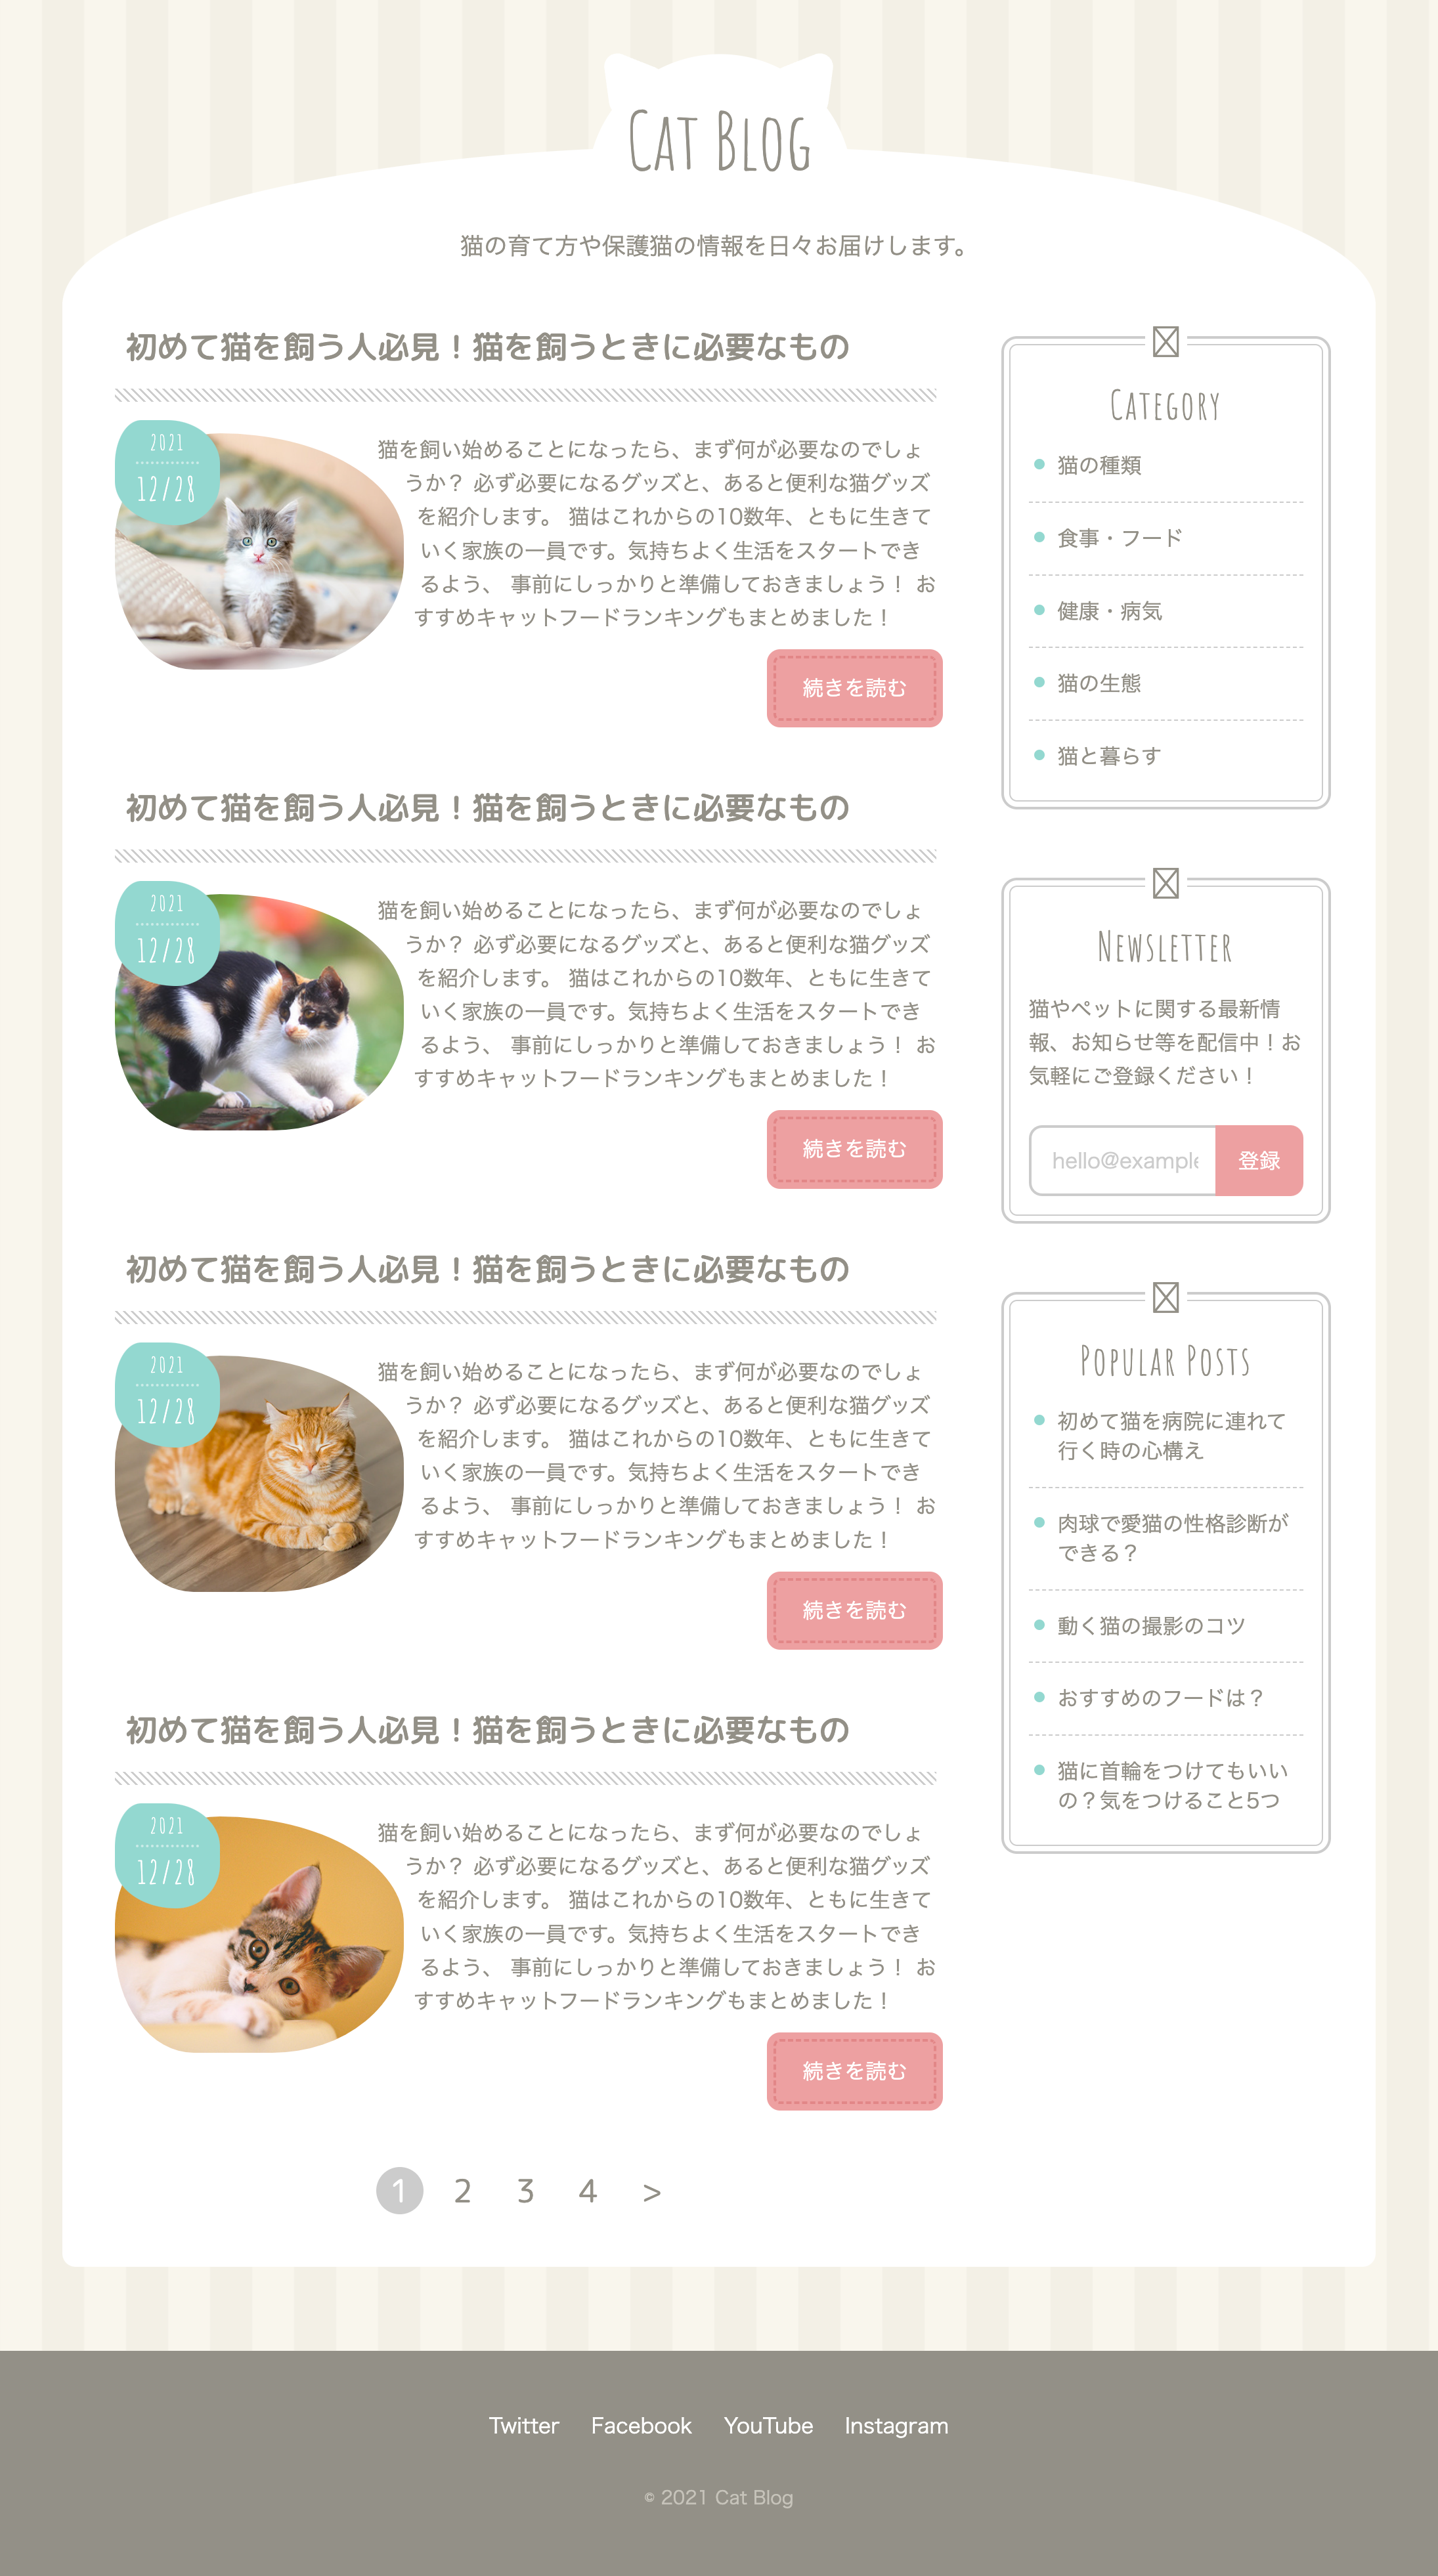 Cat Blog
猫の育て方や保護猫の情報を日々お届けします。
初めて猫を飼う人必見！猫を飼うときに必要なもの
2021
12/28
猫を飼い始めることになったら、まず何が必要なのでしょ
うか？ 必ず必要になるグッズと、あると便利な猫グッズ
を紹介します。 猫はこれからの10数年、ともに生きて
いく家族の一員です。気持ちよく生活をスタートでき
るよう、 事前にしっかりと準備しておきましょう！ お
すすめキャットフードランキングもまとめました！
続きを読む
初めて猫を飼う人必見！猫を飼うときに必要なもの
2021
12/28
猫を飼い始めることになったら、まず何が必要なのでしょ
うか？ 必ず必要になるグッズと、あると便利な猫グッズ
を紹介します。 猫はこれからの10数年、ともに生きて
いく家族の一員です。気持ちよく生活をスタートでき
るよう、 事前にしっかりと準備しておきましょう！ お
すすめキャットフードランキングもまとめました！
続きを読む
初めて猫を飼う人必見！猫を飼うときに必要なもの
2021
12/28
猫を飼い始めることになったら、まず何が必要なのでしょ
うか？ 必ず必要になるグッズと、あると便利な猫グッズ
を紹介します。 猫はこれからの10数年、ともに生きて
いく家族の一員です。気持ちよく生活をスタートでき
るよう、 事前にしっかりと準備しておきましょう！ お
すすめキャットフードランキングもまとめました！
続きを読む
初めて猫を飼う人必見！猫を飼うときに必要なもの
2021
12/28
猫を飼い始めることになったら、まず何が必要なのでしょ
うか？ 必ず必要になるグッズと、あると便利な猫グッズ
を紹介します。 猫はこれからの10数年、ともに生きて
いく家族の一員です。気持ちよく生活をスタートでき
るよう、 事前にしっかりと準備しておきましょう！ お
すすめキャットフードランキングもまとめました！
続きを読む
1 2 3 4 >
Category
猫の種類
食事・フード
健康・病気
猫の生態
猫と暮らす
Newsletter
猫やペットに関する最新情
報、お知らせ等を配信中！お
気軽にご登録ください！
hello@example 登録
Popular Posts
初めて猫を病院に連れて
行く時の心構え
肉球で愛猫の性格診断が
できる？
動く猫の撮影のコツ
おすすめのフードは？
猫に首輪をつけてもいい
の？気をつけること5つ
Twitter Facebook YouTube Instagram
© 2021 Cat Blog